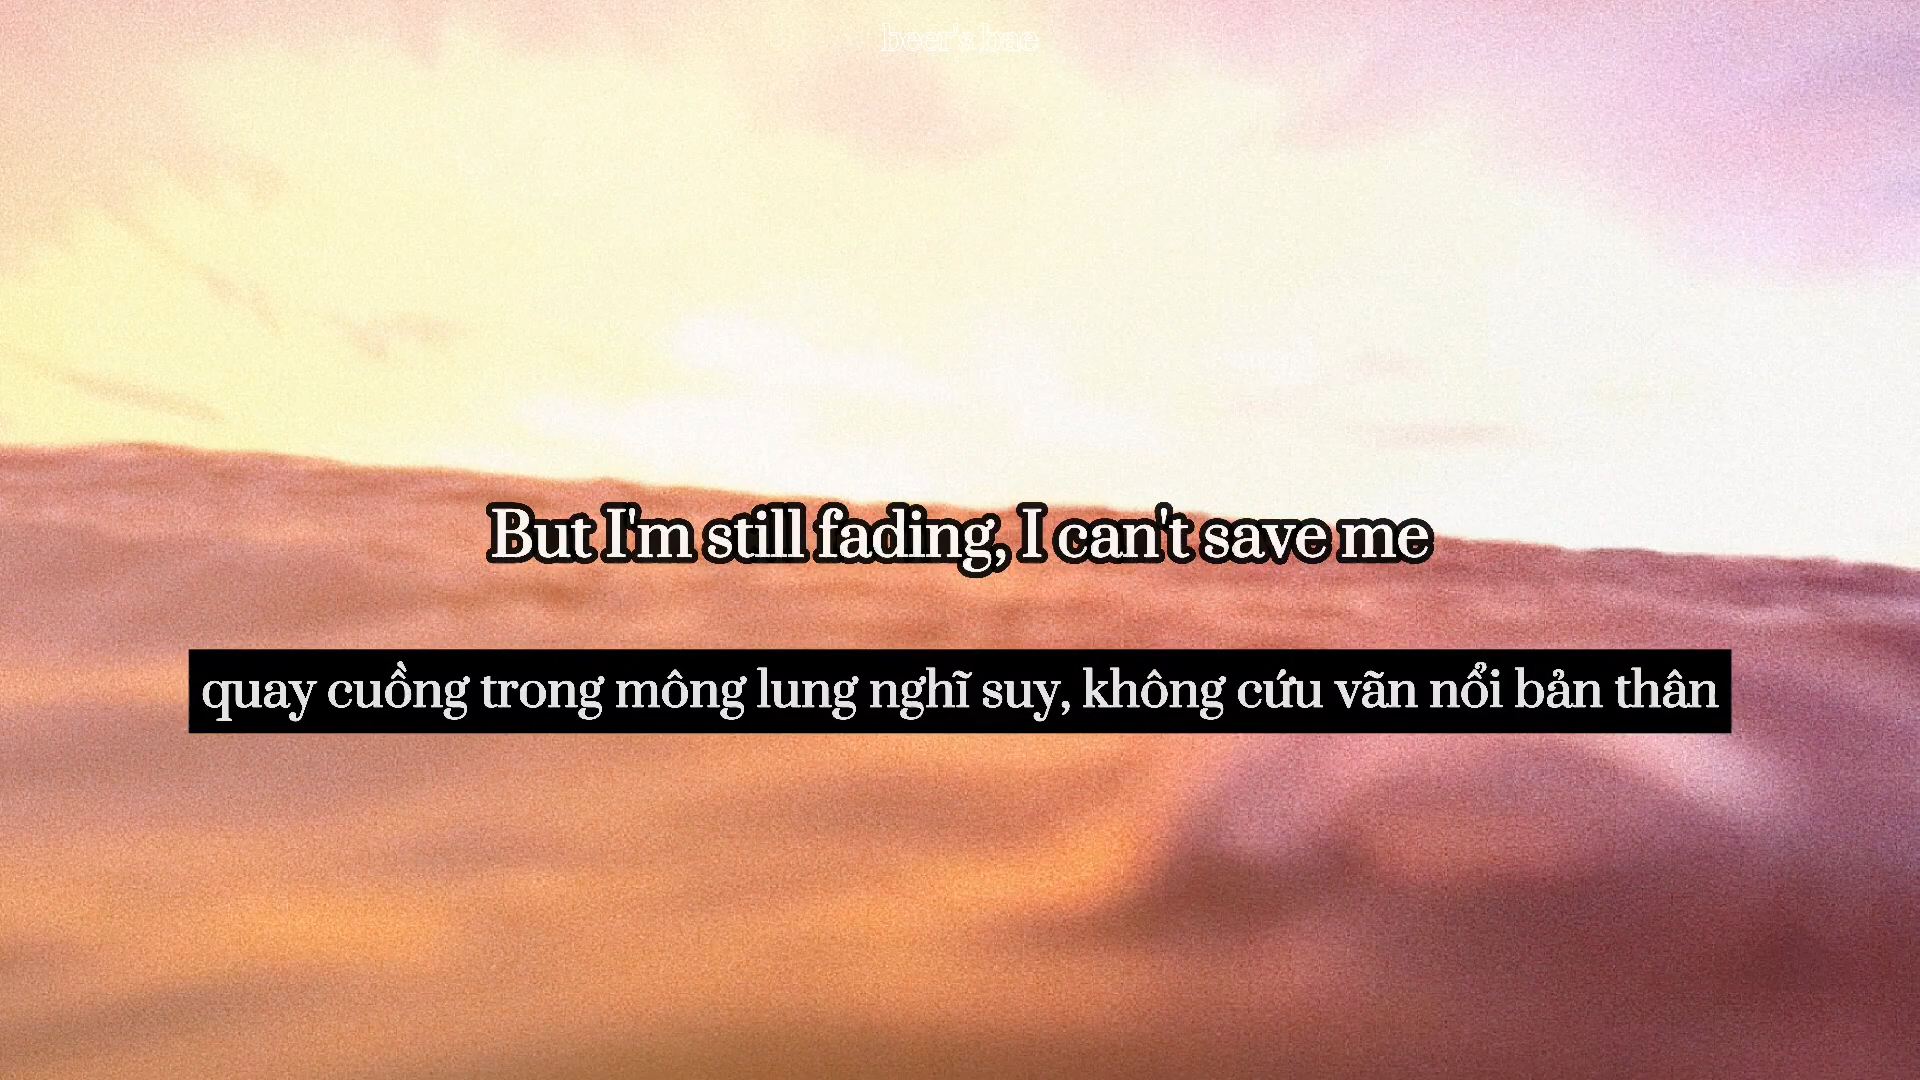 beer's bae
But I'm still fading, I can't save me
quay cuồng trong mông lung nghĩ suy, không cứu vãn nổi bản thân